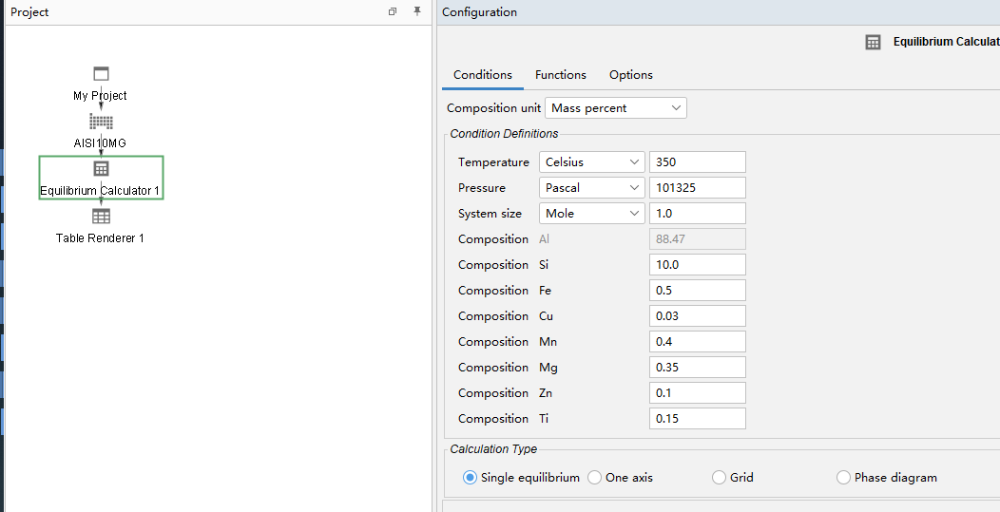 Project
My Project
AlSI10MG
Equilibrium Calculator 1
Table Renderer 1
Configuration
Equilibrium Calculat
Conditions Functions Options
Composition unit Mass percent
Condition Definitions
Temperature Celsius 350
Pressure Pascal 101325
System size Mole 1.0
Composition Al 88.47
Composition Si 10.0
Composition Fe 0.5
Composition Cu 0.03
Composition Mn 0.4
Composition Mg 0.35
Composition Zn 0.1
Composition Ti 0.15
Calculation Type
Single equilibrium One axis Grid Phase diagram